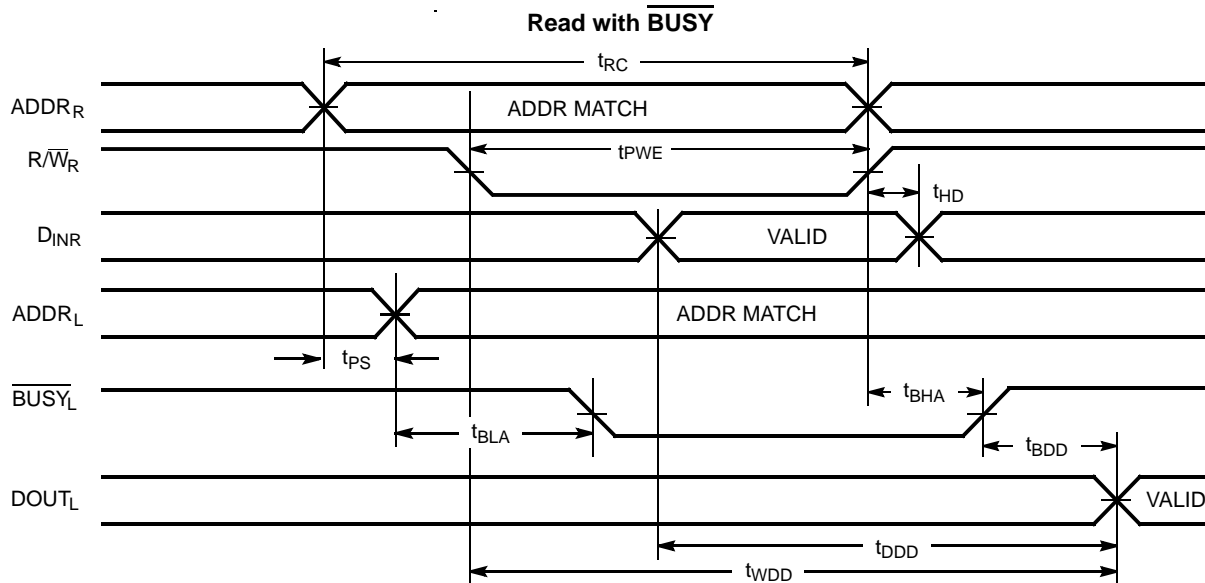 Read with BUSY
tRC
ADDRR
ADDR MATCH
R/WR
tPWE
tHD
DINR
VALID
ADDRL
ADDR MATCH
tPS
BUSYL
tBHA
tBLA
tBDD
DOUTL
VALID
tDDD
tWDD